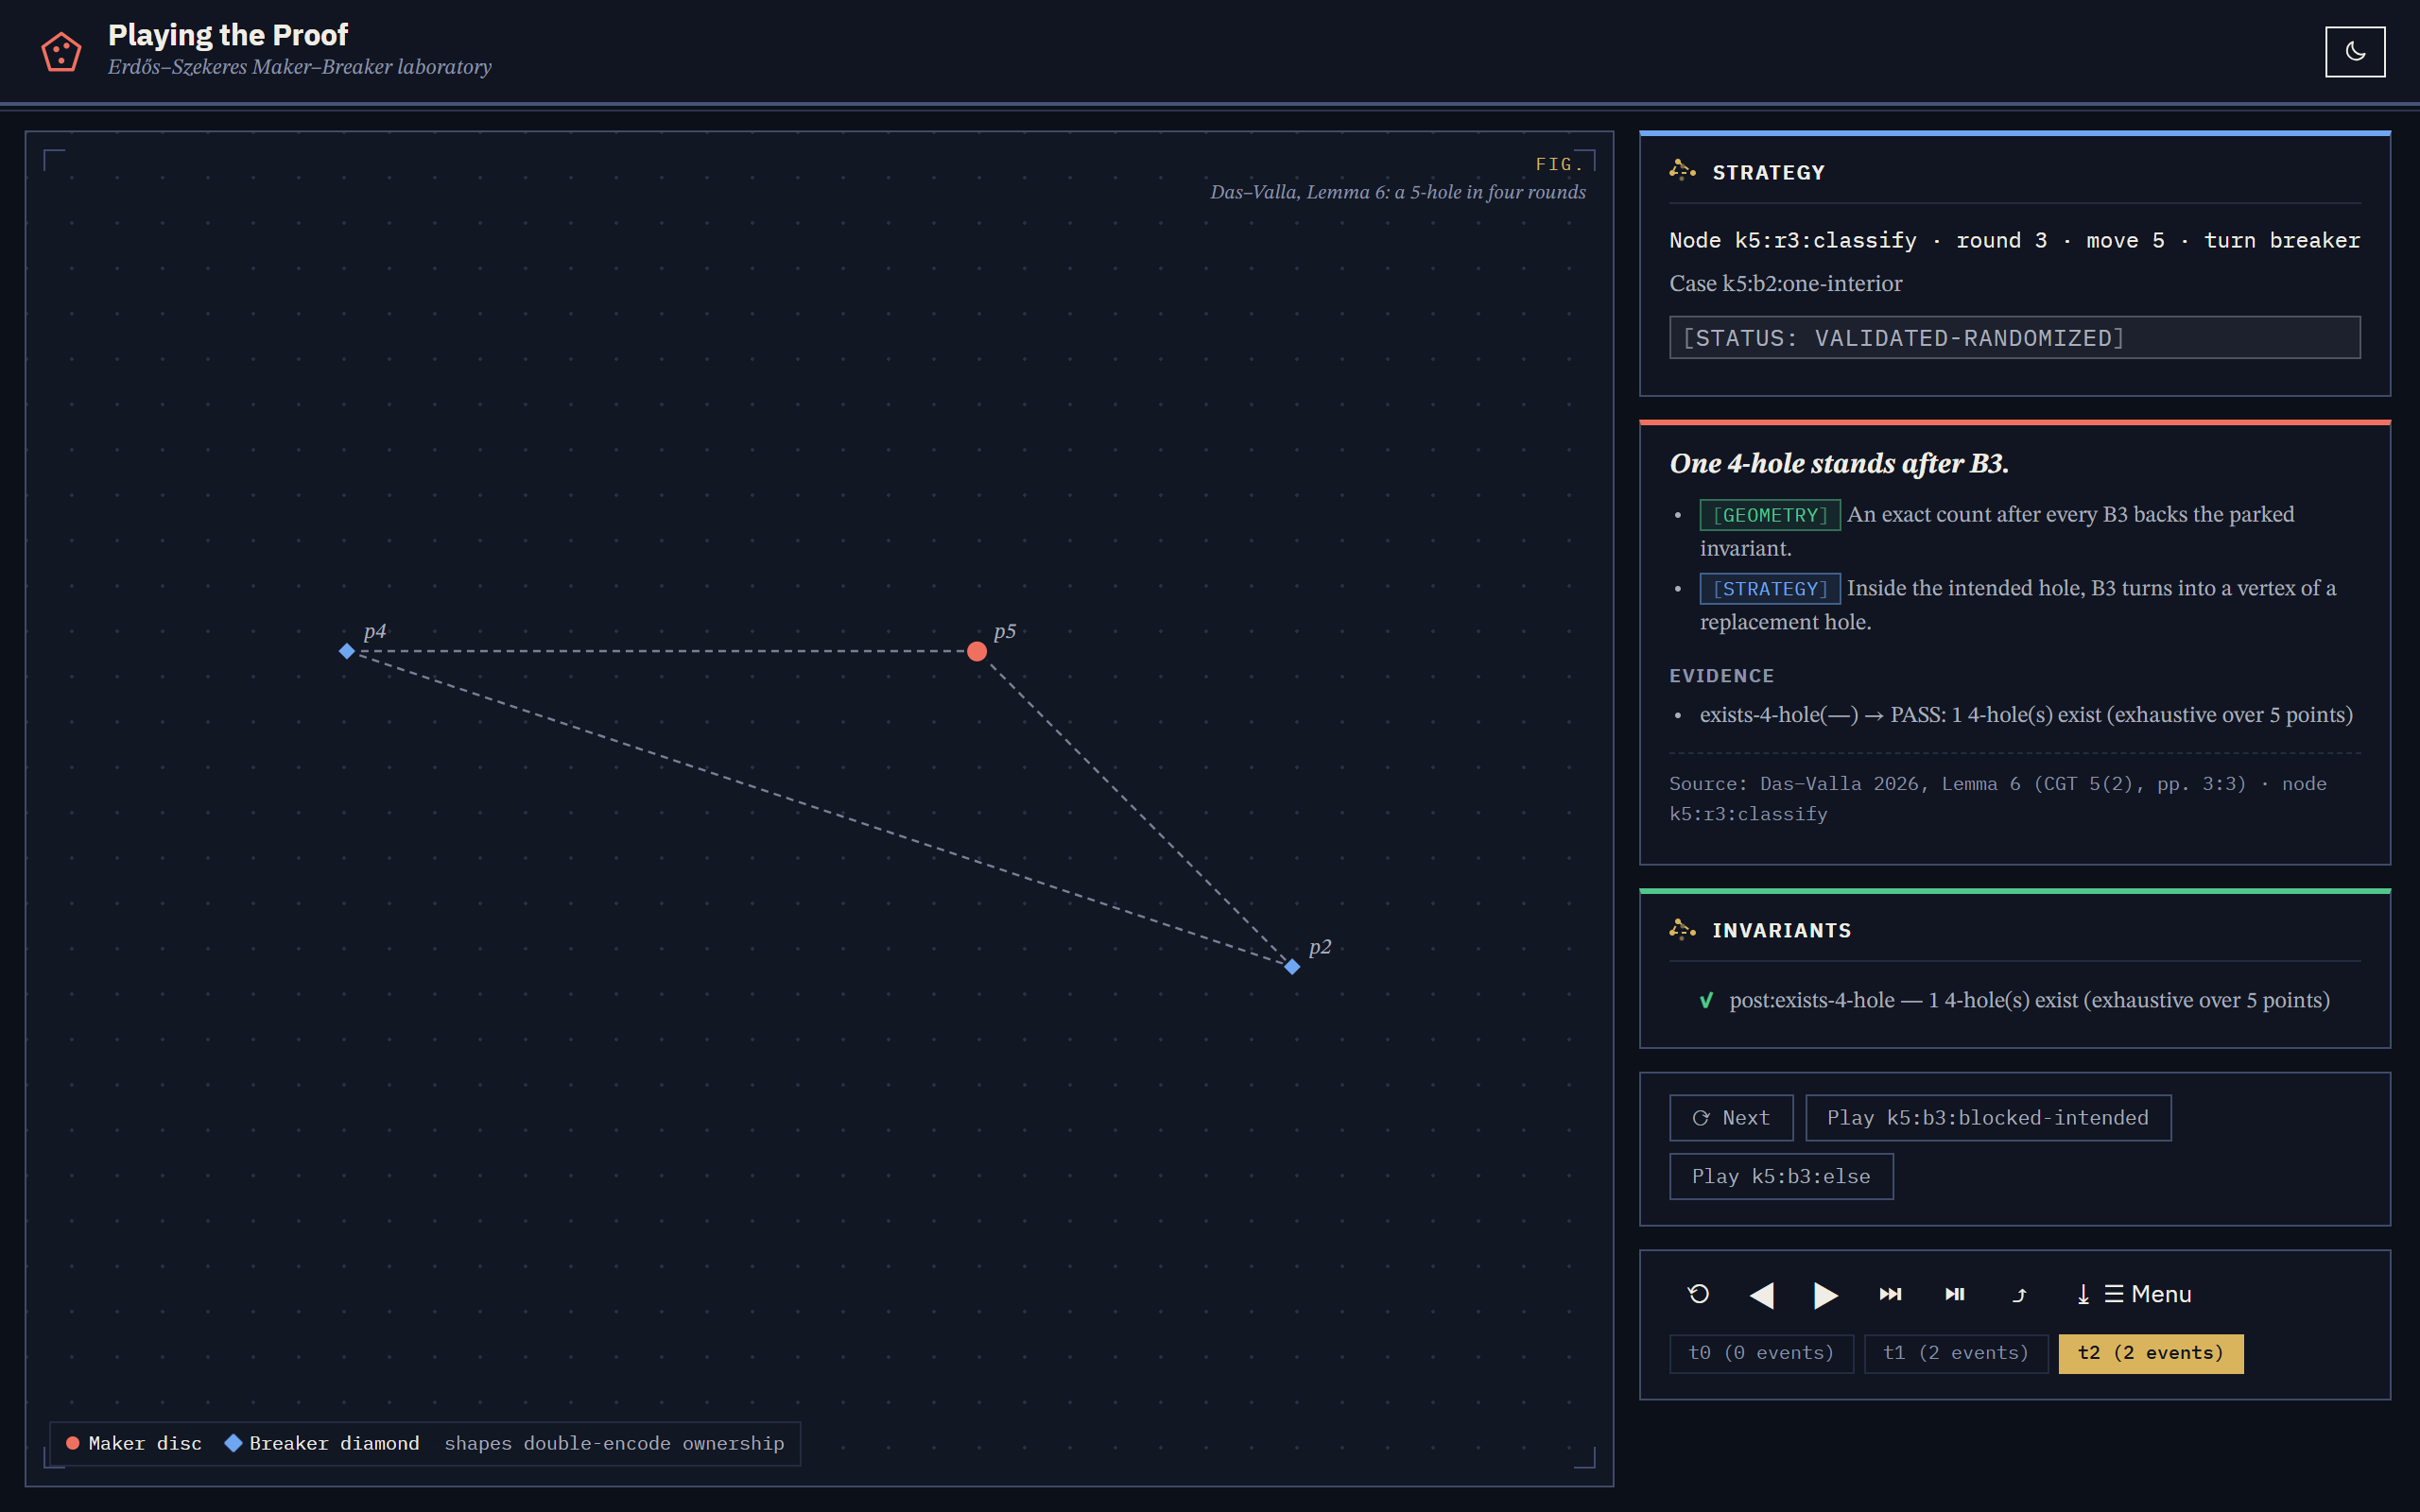 Playing the Proof
Erdős–Szekeres Maker–Breaker laboratory
FIG.
Das–Valla, Lemma 6: a 5-hole in four rounds
p4
p5
p2
Maker disc Breaker diamond shapes double-encode ownership
STRATEGY
Node k5:r3:classify · round 3 · move 5 · turn breaker
Case k5:b2:one-interior
[STATUS: VALIDATED-RANDOMIZED]
One 4-hole stands after B3.
• [GEOMETRY] An exact count after every B3 backs the parked
invariant.
• [STRATEGY] Inside the intended hole, B3 turns into a vertex of a
replacement hole.
EVIDENCE
• exists-4-hole(—) → PASS: 1 4-hole(s) exist (exhaustive over 5 points)
Source: Das–Valla 2026, Lemma 6 (CGT 5(2), pp. 3:3) · node
k5:r3:classify
INVARIANTS
✓ post:exists-4-hole — 1 4-hole(s) exist (exhaustive over 5 points)
⟳ Next Play k5:b3:blocked-intended
Play k5:b3:else
☰ Menu
t0 (0 events) t1 (2 events) t2 (2 events)